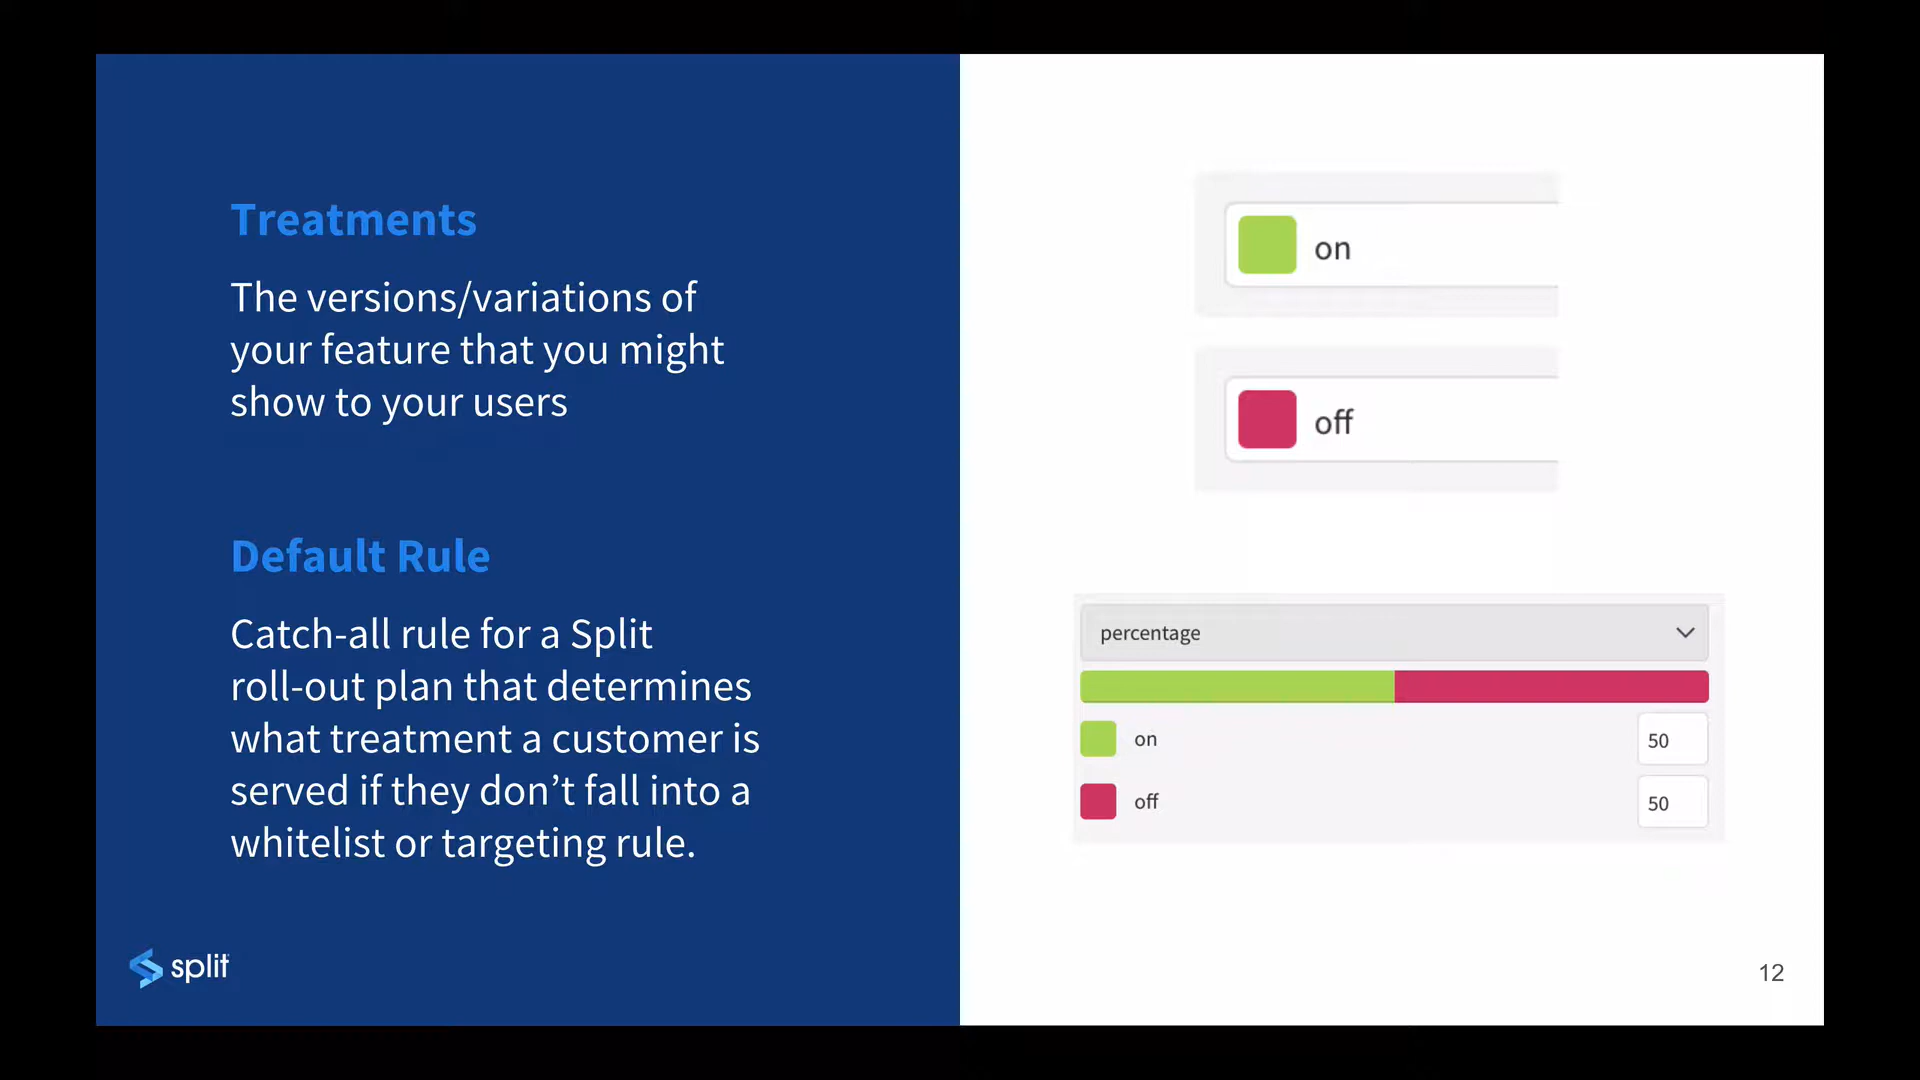 Treatments
The versions/variations of
your feature that you might
show to your users
Default Rule
Catch-all rule for a Split
roll-out plan that determines
what treatment a customer is
served if they don’t fall into a
whitelist or targeting rule.
split
on
off
percentage
on 50
off 50
12